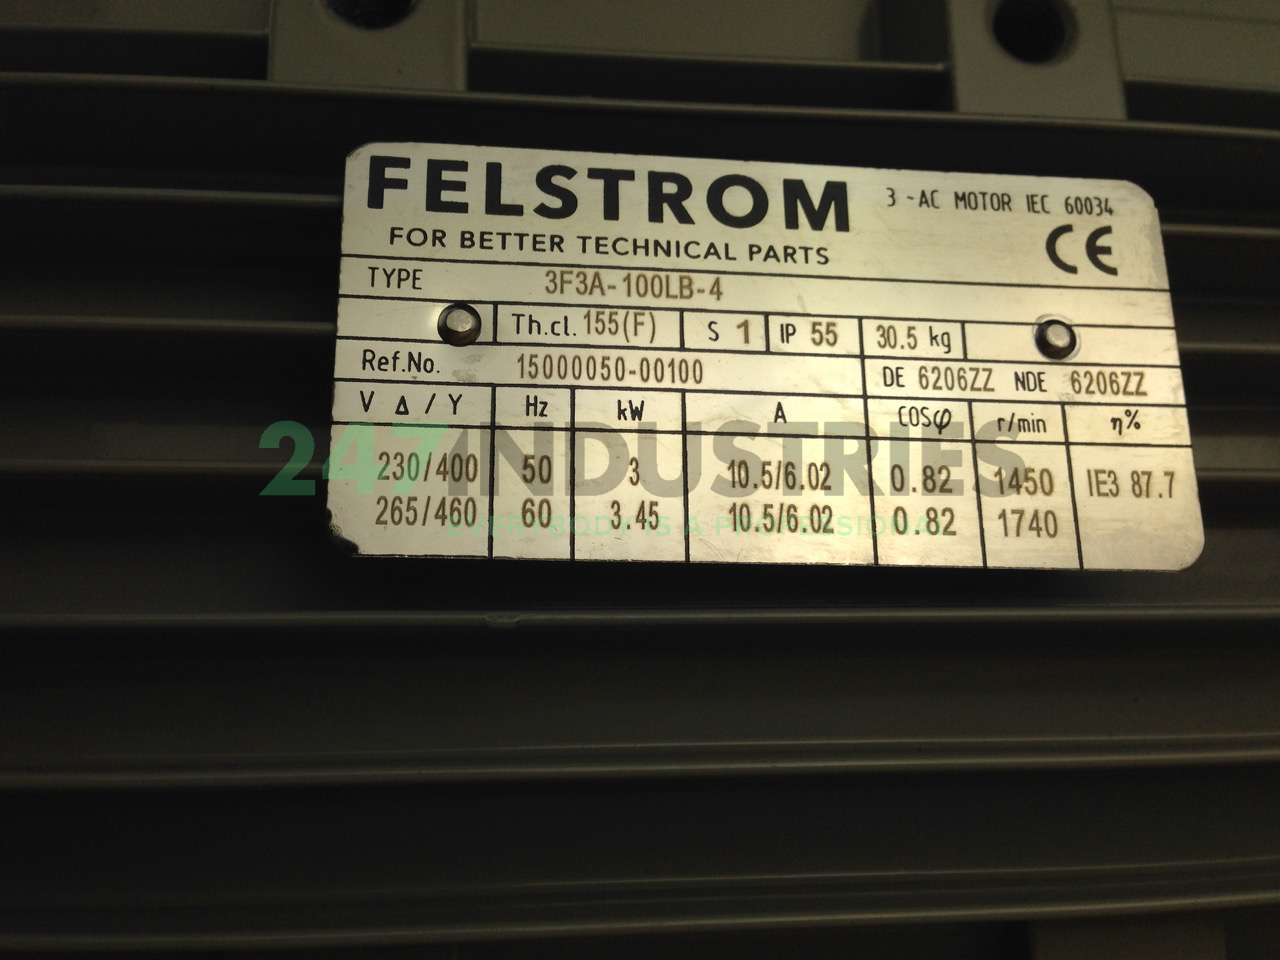 FELSTROM
3 -AC MOTOR IEC 60034
FOR BETTER TECHNICAL PARTS
CE
TYPE 3F3A-100LB-4
Th.cl. 155(F) S 1 IP 55 30.5 kg
Ref.No. 15000050-00100 DE 6206ZZ NDE 6206ZZ
V Δ / Y Hz kW A COSφ r/min η%
230/400 50 3 10.5/6.02 0.82 1450 IE3 87.7
265/460 60 3.45 10.5/6.02 0.82 1740
247INDUSTRIES
EVERYBODY IS A PROFESSIONAL